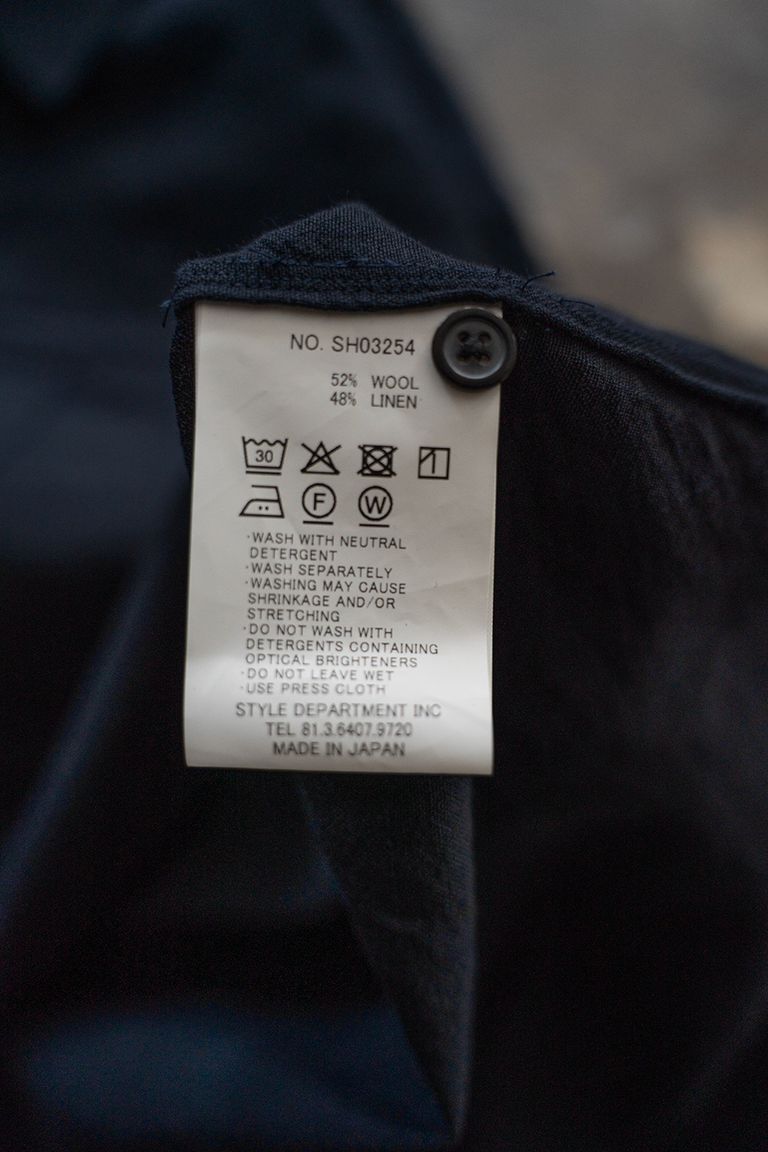 NO. SH03254
52% WOOL
48% LINEN
30
F W
·WASH WITH NEUTRAL
DETERGENT
·WASH SEPARATELY
·WASHING MAY CAUSE
SHRINKAGE AND/OR
STRETCHING
·DO NOT WASH WITH
DETERGENTS CONTAINING
OPTICAL BRIGHTENERS
·DO NOT LEAVE WET
·USE PRESS CLOTH
STYLE DEPARTMENT INC
TEL 81.3.6407.9720
MADE IN JAPAN